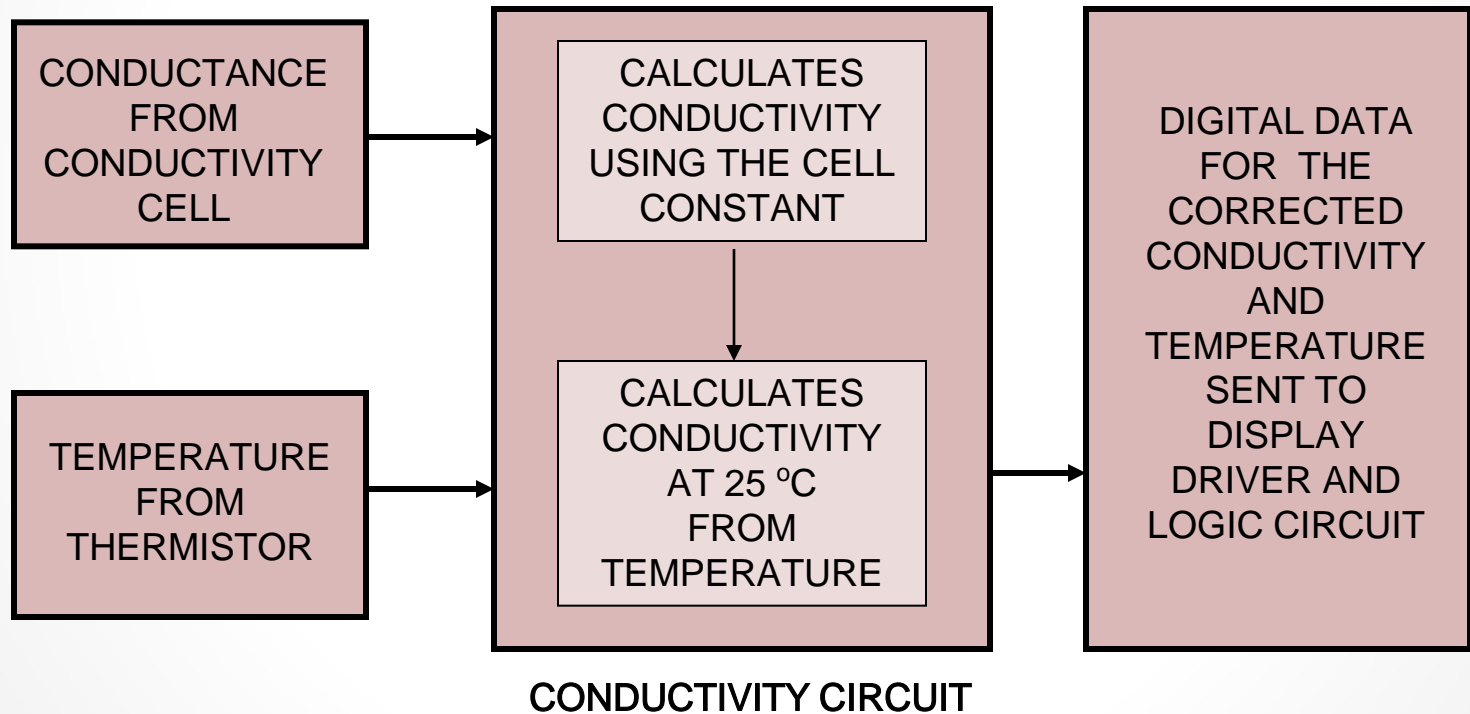 CONDUCTANCE
FROM
CONDUCTIVITY
CELL
TEMPERATURE
FROM
THERMISTOR
CALCULATES
CONDUCTIVITY
USING THE CELL
CONSTANT
CALCULATES
CONDUCTIVITY
AT 25 ºC
FROM
TEMPERATURE
DIGITAL DATA
FOR THE
CORRECTED
CONDUCTIVITY
AND
TEMPERATURE
SENT TO
DISPLAY
DRIVER AND
LOGIC CIRCUIT
CONDUCTIVITY CIRCUIT